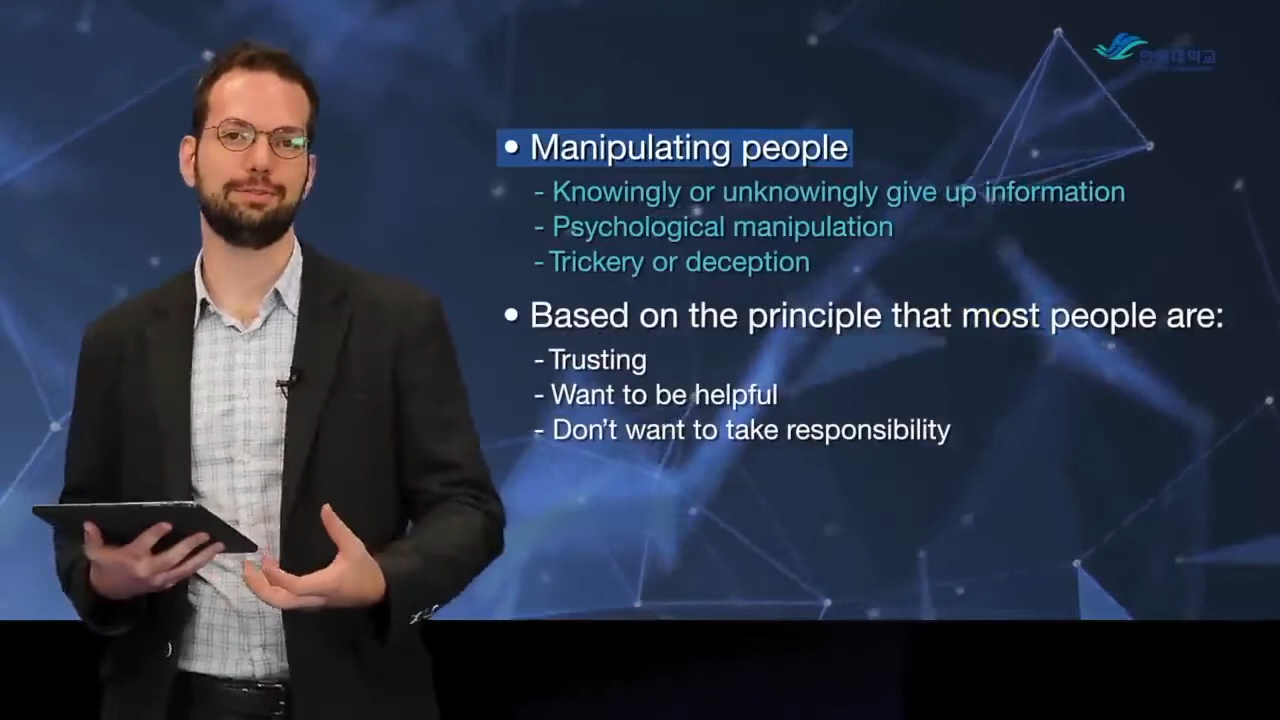 • Manipulating people
- Knowingly or unknowingly give up information
- Psychological manipulation
- Trickery or deception
• Based on the principle that most people are:
- Trusting
- Want to be helpful
- Don't want to take responsibility